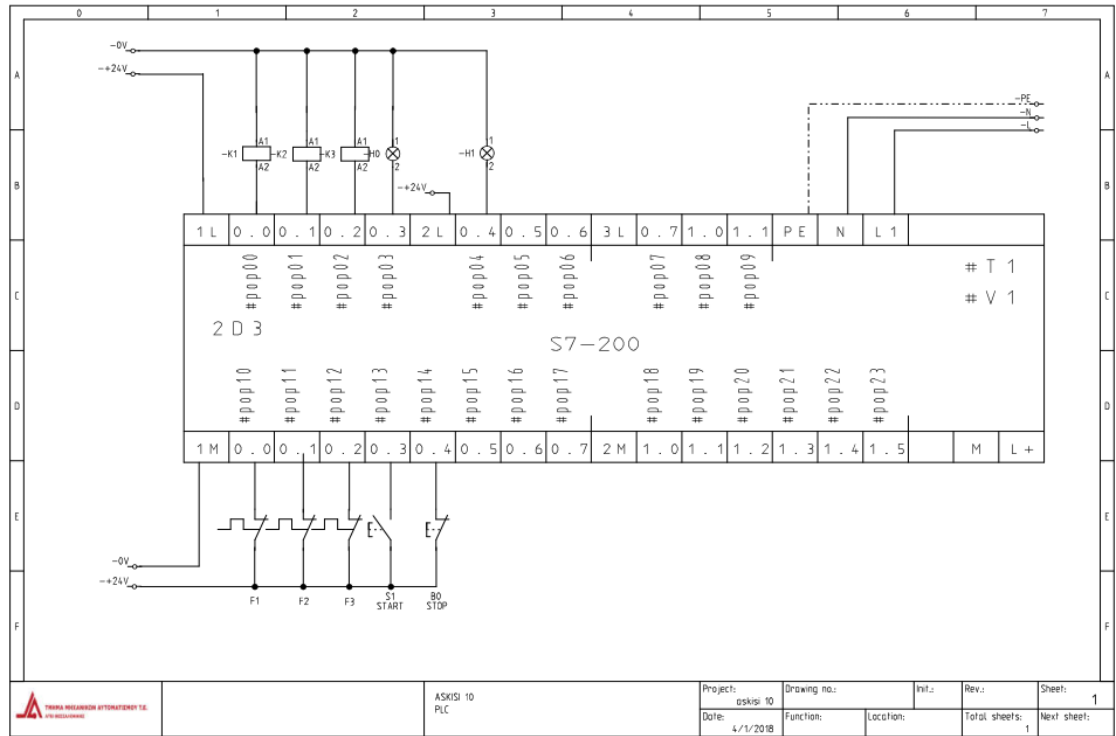 0 1 2 3 4 5 6 7
A A
B B
C C
D D
E E
F F
-0V
-+24V
-PE
-N
-L
A1 A1 A1 1 1
-K1 -K2 -K3 -H0 -H1
A2 A2 A2 2 2
-+24V
1L 0.0 0.1 0.2 0.3 2L 0.4 0.5 0.6 3L 0.7 1.0 1.1 PE N L1
#pop00 #pop01 #pop02 #pop03 #pop04 #pop05 #pop06 #pop07 #pop08 #pop09
#T1
#V1
2D3
S7-200
#pop10 #pop11 #pop12 #pop13 #pop14 #pop15 #pop16 #pop17 #pop18 #pop19 #pop20 #pop21 #pop22 #pop23
1M 0.0 0.1 0.2 0.3 0.4 0.5 0.6 0.7 2M 1.0 1.1 1.2 1.3 1.4 1.5 M L+
-0V
-+24V
F1 F2 F3 S1 B0
START STOP
ΤΜΗΜΑ ΜΗΧΑΝΙΚΩΝ ΑΥΤΟΜΑΤΙΣΜΟΥ Τ.Ε.
ΑΤΕΙ ΘΕΣΣΑΛΟΝΙΚΗΣ
ASKISI 10
PLC
Project: Drawing no.: Init.: Rev.: Sheet:
askisi 10 1
Date: Function: Location: Total sheets: Next sheet:
4/1/2018 1